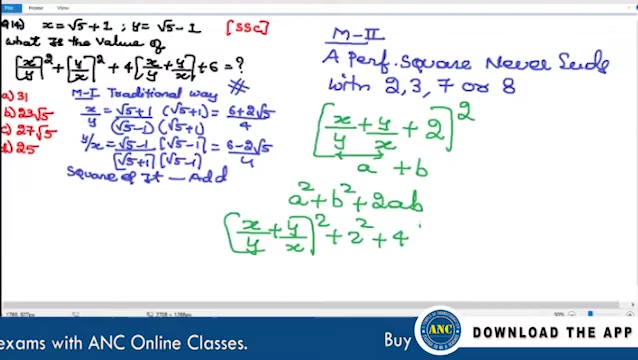 Q14) x = √5 + 1 ; y = √5 - 1 [SSC]
What Is the value of
[x/y]² + [y/x]² + 4[x/y + y/x] + 6 = ?
a) 31
b) 23√5
c) 27√5
d) 25
M-I Traditional way
x/y = √5+1/(√5-1) (√5+1)/(√5+1) = 6+2√5/4
y/x = √5-1/[√5+1] [√5-1]/[√5-1] = 6-2√5/4
Square of It - Add
M-II
A Perf. Square Never Ends
with 2, 3, 7 or 8
[x/y + y/x + 2]²
a + b
a² + b² + 2ab
[x/y + y/x]² + 2² + 4
exams with ANC Online Classes.
Buy
ANC
DOWNLOAD THE APP